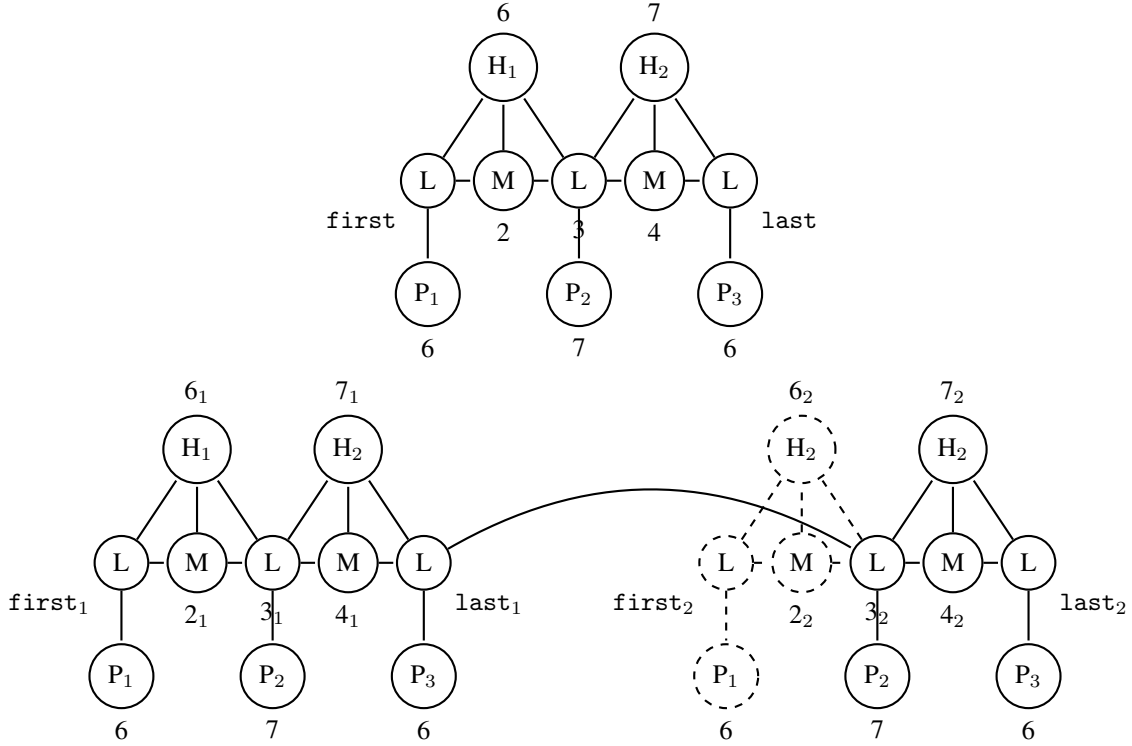 6 7
H₁ H₂
L M L M L
first 2 3 4 last
P₁ P₂ P₃
6 7 6
6₁ 7₁ 6₂ 7₂
H₁ H₂ H₂ H₂
L M L M L L M L M L
first₁ 2₁ 3₁ 4₁ last₁ first₂ 2₂ 3₂ 4₂ last₂
P₁ P₂ P₃ P₁ P₂ P₃
6 7 6 6 7 6